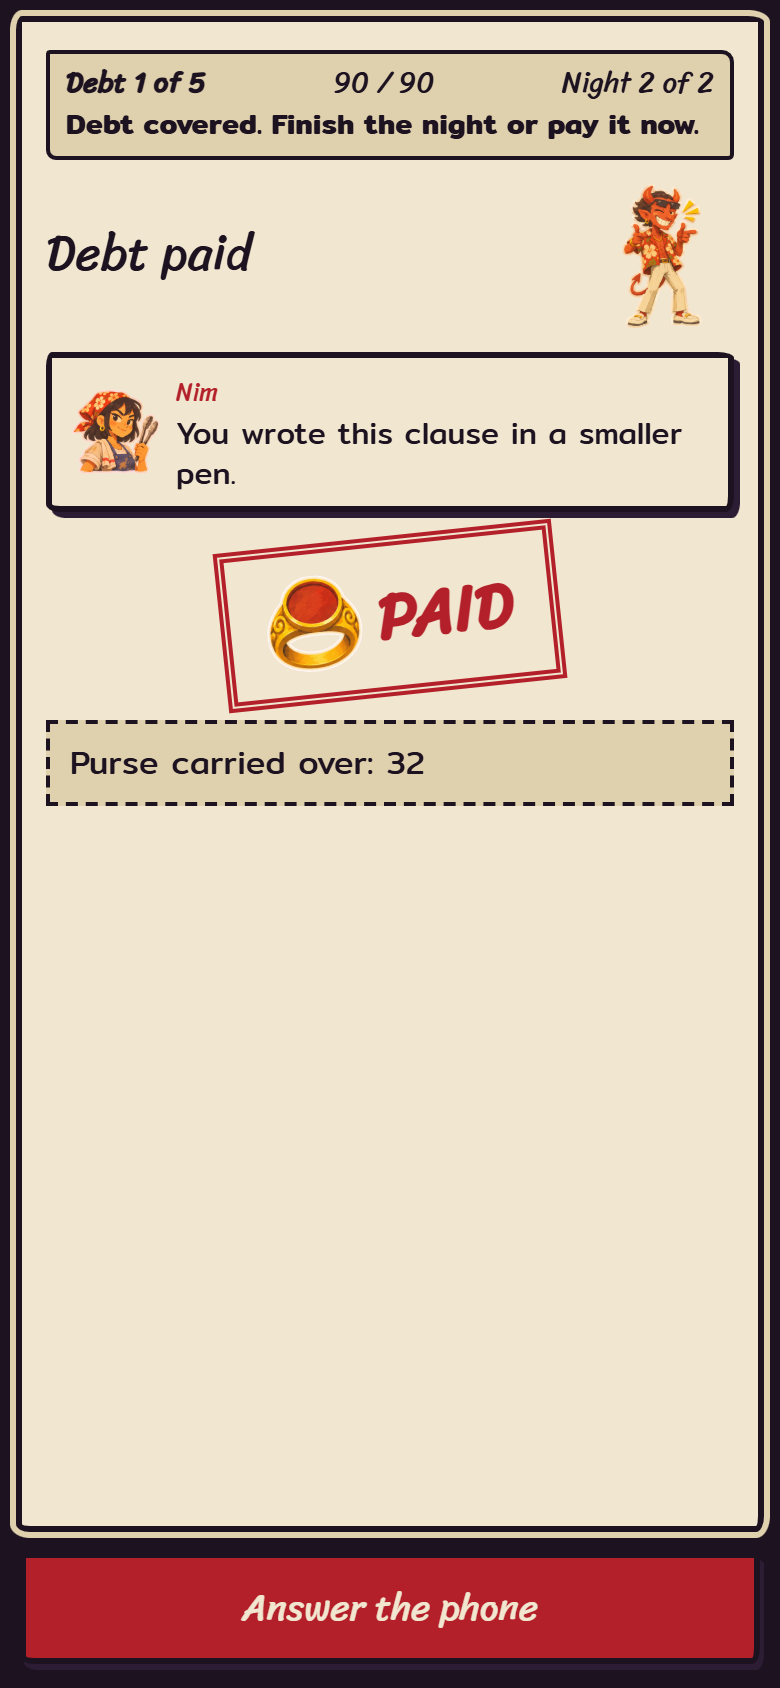 Debt 1 of 5 90 / 90 Night 2 of 2
Debt covered. Finish the night or pay it now.
Debt paid
Nim
You wrote this clause in a smaller
pen.
PAID
Purse carried over: 32
Answer the phone